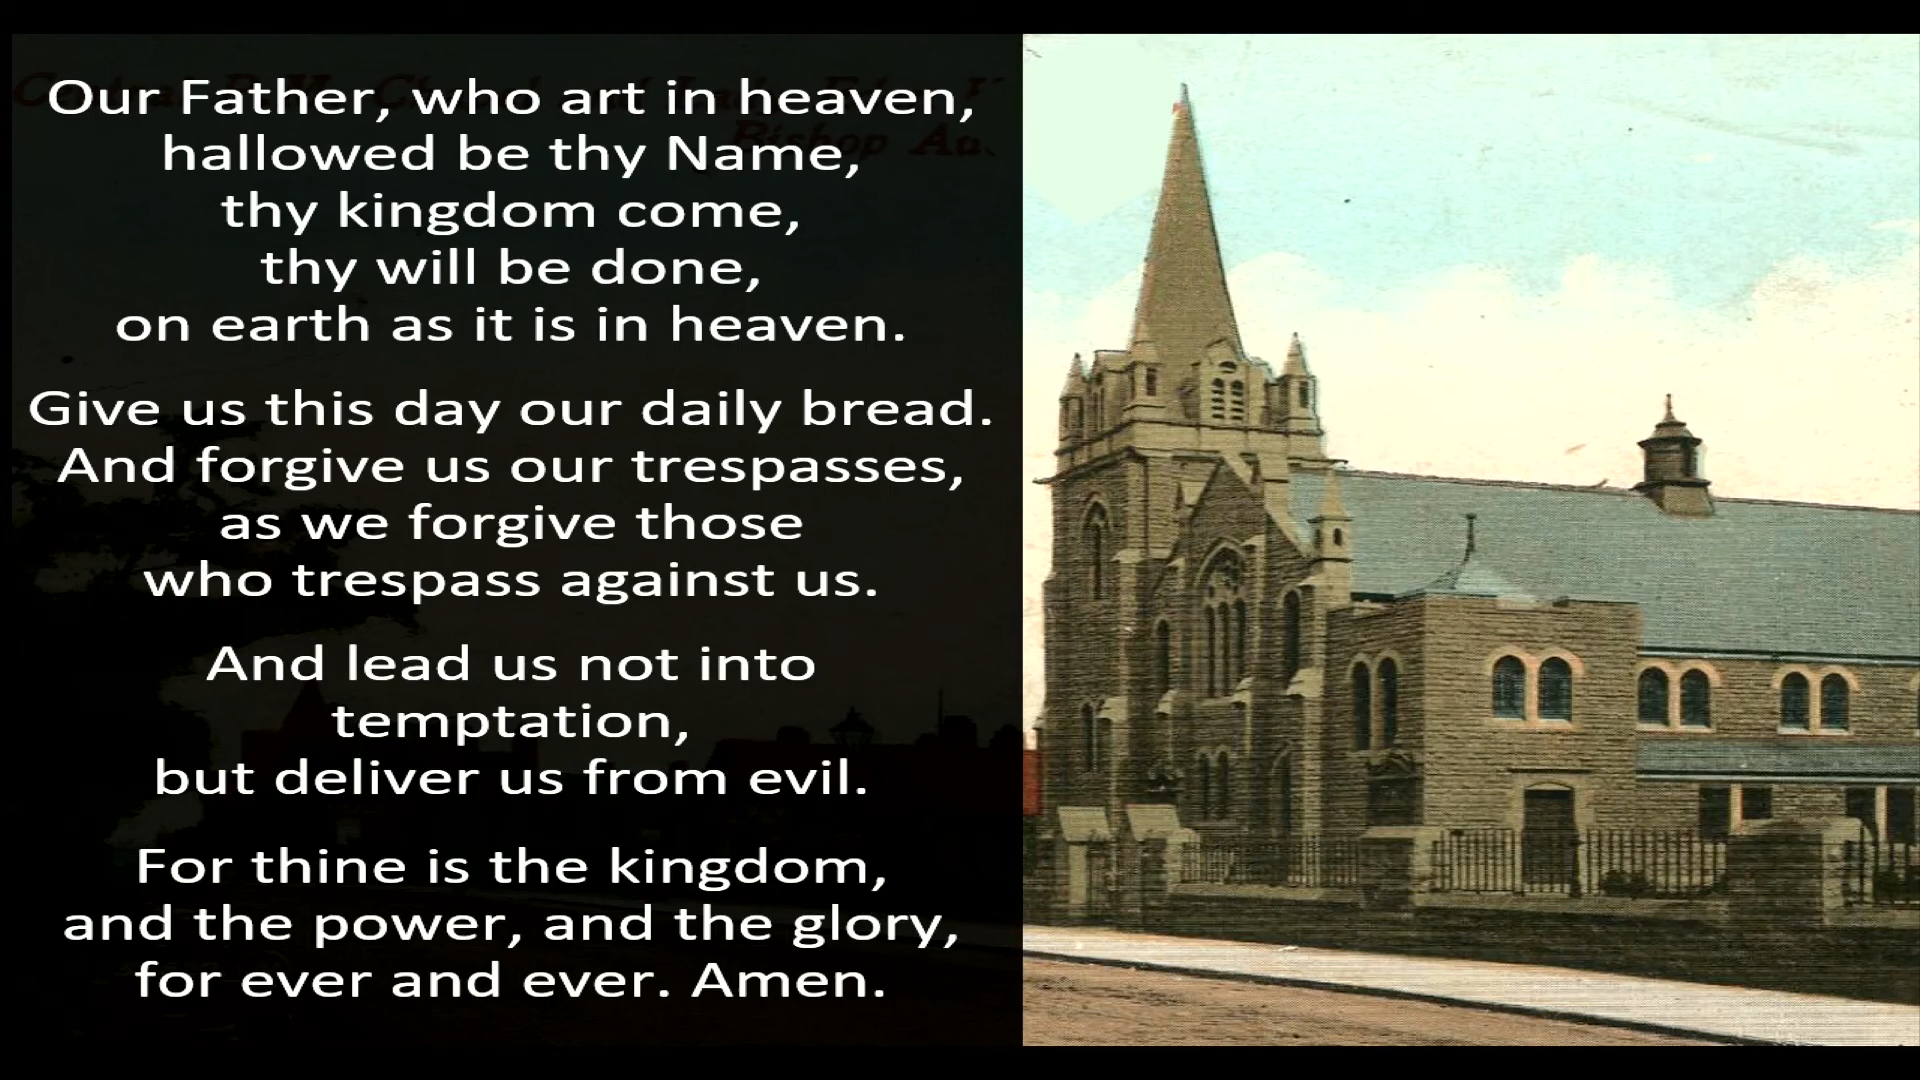 Our Father, who art in heaven,
hallowed be thy Name,
thy kingdom come,
thy will be done,
on earth as it is in heaven.
Give us this day our daily bread.
And forgive us our trespasses,
as we forgive those
who trespass against us.
And lead us not into
temptation,
but deliver us from evil.
For thine is the kingdom,
and the power, and the glory,
for ever and ever. Amen.